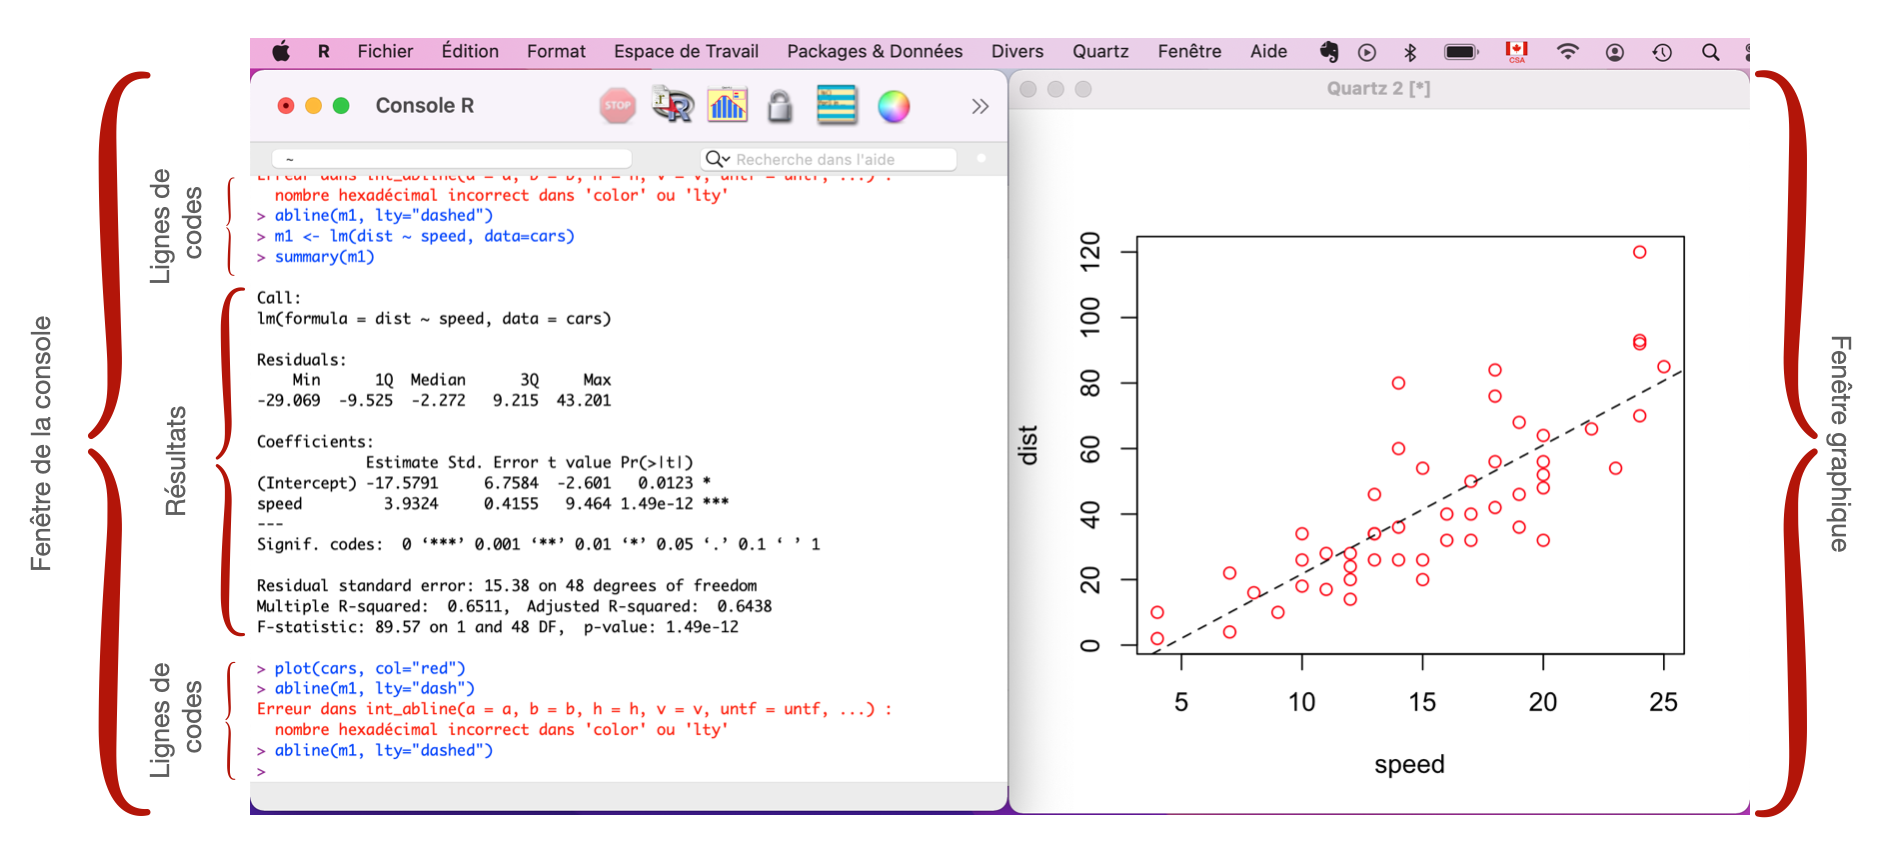 R Fichier Édition Format Espace de Travail Packages & Données Divers Quartz Fenêtre Aide
CSA
Console R
STOP
~
Recherche dans l'aide
Erreur dans int_abline(a = a, b = b, h = h, v = v, untf = untf, ...) :
nombre hexadécimal incorrect dans 'color' ou 'lty'
> abline(m1, lty="dashed")
> m1 <- lm(dist ~ speed, data=cars)
> summary(m1)
Call:
lm(formula = dist ~ speed, data = cars)
Residuals:
Min 1Q Median 3Q Max
-29.069 -9.525 -2.272 9.215 43.201
Coefficients:
Estimate Std. Error t value Pr(>|t|)
(Intercept) -17.5791 6.7584 -2.601 0.0123 *
speed 3.9324 0.4155 9.464 1.49e-12 ***
---
Signif. codes: 0 ‘***’ 0.001 ‘**’ 0.01 ‘*’ 0.05 ‘.’ 0.1 ‘ ’ 1
Residual standard error: 15.38 on 48 degrees of freedom
Multiple R-squared: 0.6511, Adjusted R-squared: 0.6438
F-statistic: 89.57 on 1 and 48 DF, p-value: 1.49e-12
> plot(cars, col="red")
> abline(m1, lty="dash")
Erreur dans int_abline(a = a, b = b, h = h, v = v, untf = untf, ...) :
nombre hexadécimal incorrect dans 'color' ou 'lty'
> abline(m1, lty="dashed")
>
Fenêtre de la console
Lignes de
codes
Résultats
Lignes de
codes
Quartz 2 [*]
dist
0 20 40 60 80 100 120
5 10 15 20 25
speed
Fenêtre graphique